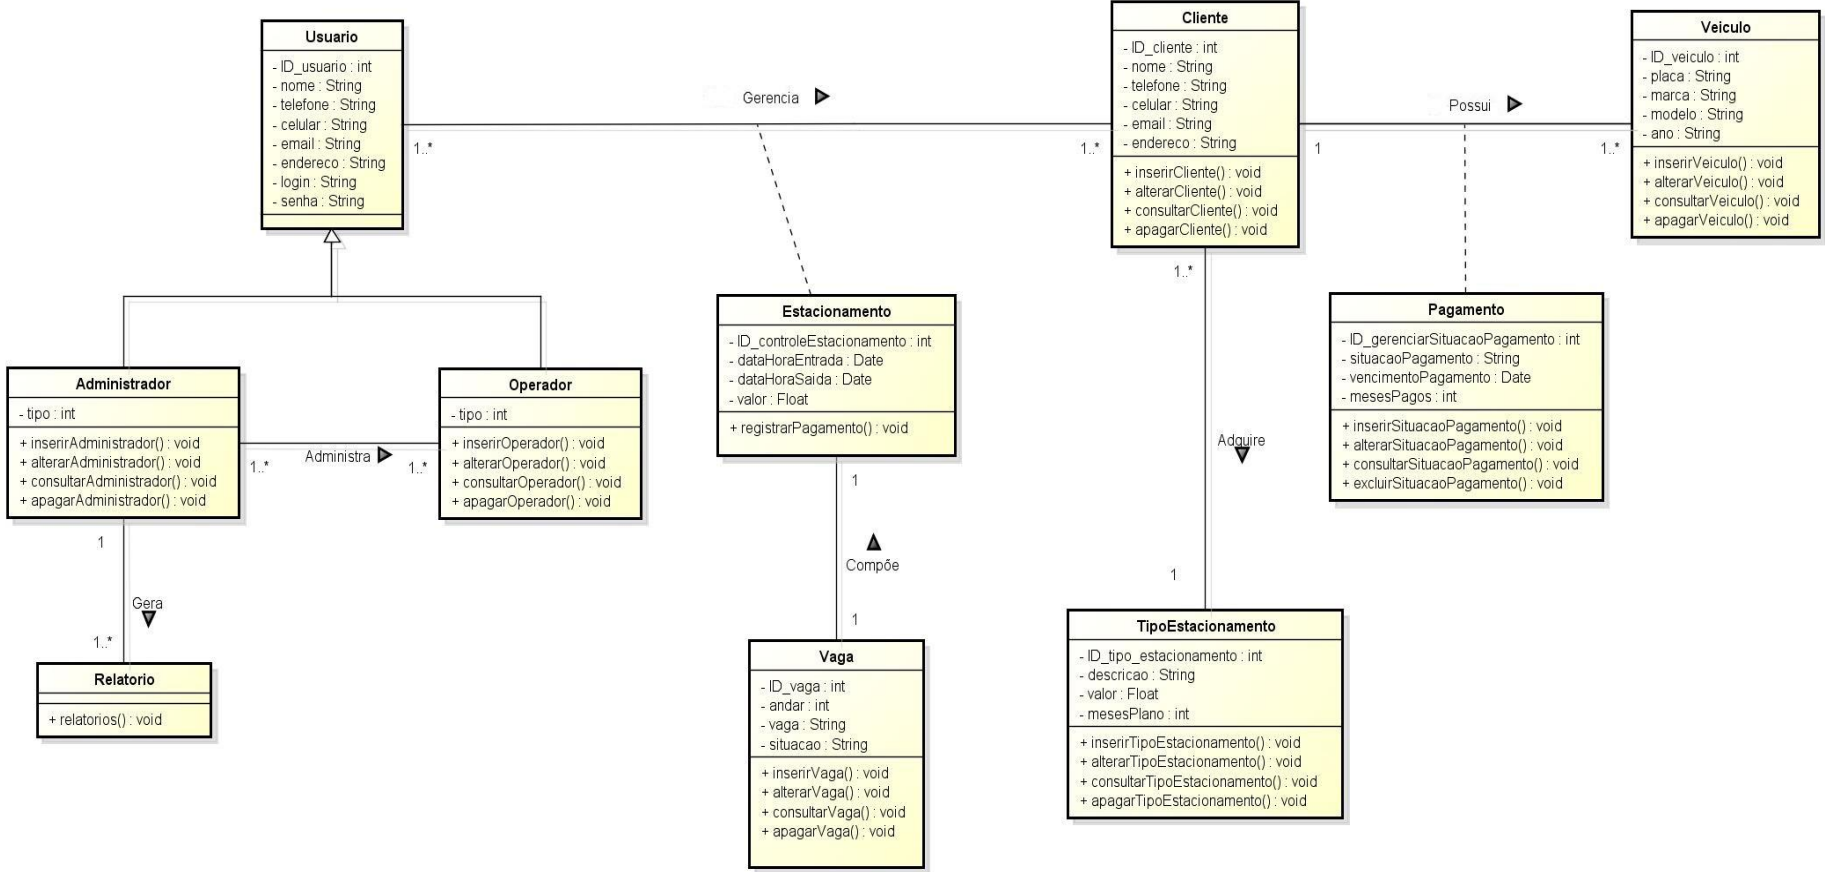 Usuario
- ID_usuario : int
- nome : String
- telefone : String
- celular : String
- email : String
- endereco : String
- login : String
- senha : String
Gerencia
1..*
1..*
Cliente
- ID_cliente : int
- nome : String
- telefone : String
- celular : String
- email : String
- endereco : String
+ inserirCliente() : void
+ alterarCliente() : void
+ consultarCliente() : void
+ apagarCliente() : void
Possui
1
1..*
Veiculo
- ID_veiculo : int
- placa : String
- marca : String
- modelo : String
- ano : String
+ inserirVeiculo() : void
+ alterarVeiculo() : void
+ consultarVeiculo() : void
+ apagarVeiculo() : void
Administrador
- tipo : int
+ inserirAdministrador() : void
+ alterarAdministrador() : void
+ consultarAdministrador() : void
+ apagarAdministrador() : void
1..*
Administra
1..*
Operador
- tipo : int
+ inserirOperador() : void
+ alterarOperador() : void
+ consultarOperador() : void
+ apagarOperador() : void
Estacionamento
- ID_controleEstacionamento : int
- dataHoraEntrada : Date
- dataHoraSaida : Date
- valor : Float
+ registrarPagamento() : void
1..*
Adquire
1
Pagamento
- ID_gerenciarSituacaoPagamento : int
- situacaoPagamento : String
- vencimentoPagamento : Date
- mesesPagos : int
+ inserirSituacaoPagamento() : void
+ alterarSituacaoPagamento() : void
+ consultarSituacaoPagamento() : void
+ excluirSituacaoPagamento() : void
1
Gera
1..*
Relatorio
+ relatorios() : void
1
Compõe
1
Vaga
- ID_vaga : int
- andar : int
- vaga : String
- situacao : String
+ inserirVaga() : void
+ alterarVaga() : void
+ consultarVaga() : void
+ apagarVaga() : void
TipoEstacionamento
- ID_tipo_estacionamento : int
- descricao : String
- valor : Float
- mesesPlano : int
+ inserirTipoEstacionamento() : void
+ alterarTipoEstacionamento() : void
+ consultarTipoEstacionamento() : void
+ apagarTipoEstacionamento() : void